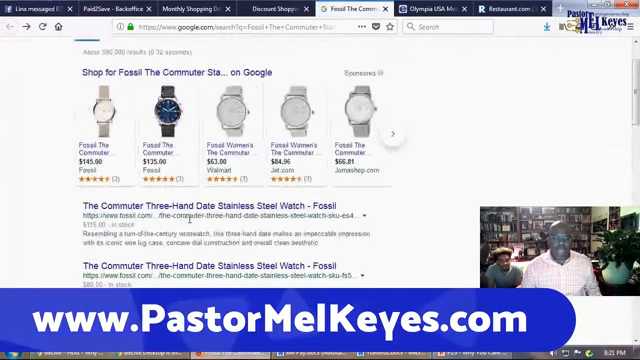 Lina messaged
Paid2Save - Backoffice
Monthly Shopping D
Discount Shoppe
Fossil The Comm
Olympia USA Me
Restaurant.com
https://www.google.com/search?q=Fossil+The+Commuter+Sta
Pastor
Mel Keyes
About 590,000 results
Shop for Fossil The Commuter Sta... on Google
Sponsored
Fossil The Commuter... $145.00 Fossil (2)
Fossil The Commuter... $135.00 Fossil (2)
Fossil Women's The Commuter... $63.00 Walmart (7)
Fossil Women's The Commuter... $84.96 Jet.com (7)
Fossil The Commuter... $66.81 Jomashop.com
The Commuter Three-Hand Date Stainless Steel Watch - Fossil
https://www.fossil.com/.../the-commuter-three-hand-date-stainless-steel-watch-sku-es4...
$115.00 - In stock
Resembling a turn-of-the-century wristwatch, this three-hand date makes an impeccable impression
with its iconic wire lug case, concave dial construction and overall clean aesthetic
The Commuter Three-Hand Date Stainless Steel Watch - Fossil
https://www.fossil.com/.../the-commuter-three-hand-date-stainless-steel-watch-sku-fs5...
$80.00 - In stock
www.PastorMelKeyes.com
8:21 PM